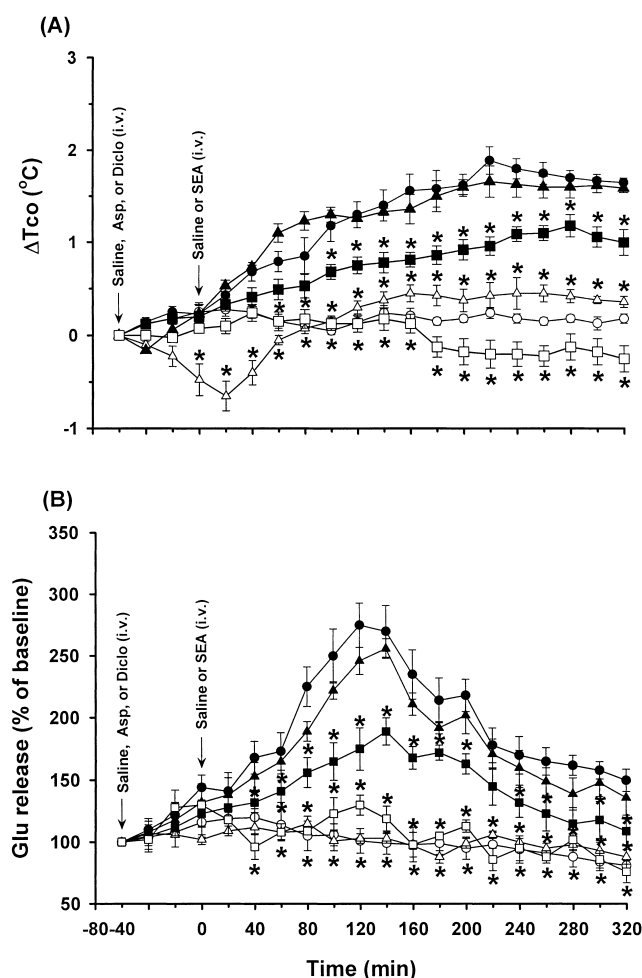 (A)
3
2
1
0
-1
ΔTco (°C)
Saline, Asp, or Diclo (i.v.)
Saline or SEA (i.v.)
* * * * * * * * *
* * * * * * * * * * * * *
* * * * * * * * * * *
(B)
350
300
250
200
150
100
50
Glu release (% of baseline)
Saline, Asp, or Diclo (i.v.)
Saline or SEA (i.v.)
-80 -40 0 40 80 120 160 200 240 280 320
Time (min)